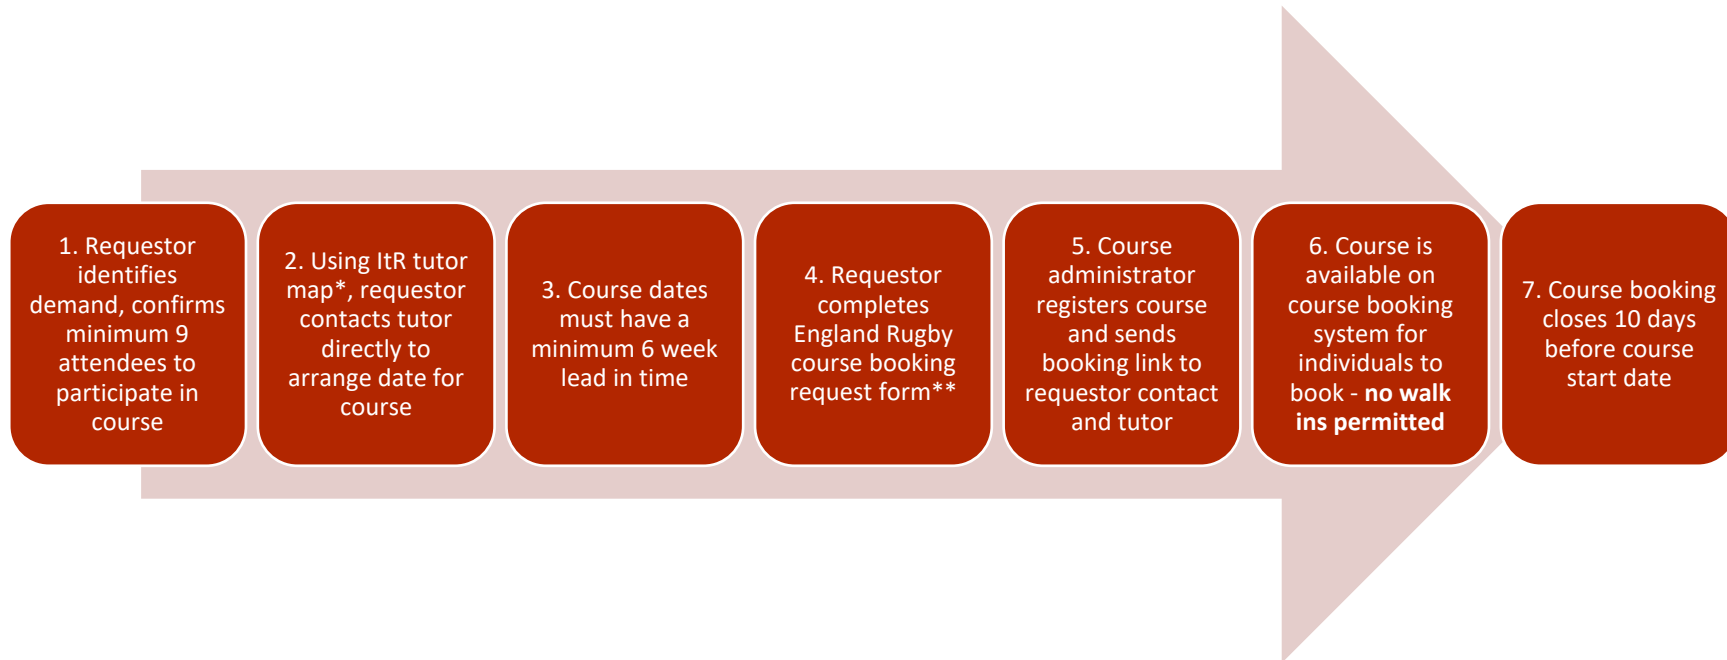 1. Requestor
identifies
demand, confirms
minimum 9
attendees to
participate in
course
2. Using ItR tutor
map*, requestor
contacts tutor
directly to
arrange date for
course
3. Course dates
must have a
minimum 6 week
lead in time
4. Requestor
completes
England Rugby
course booking
request form**
5. Course
administrator
registers course
and sends
booking link to
requestor contact
and tutor
6. Course is
available on
course booking
system for
individuals to
book - no walk
ins permitted
7. Course booking
closes 10 days
before course
start date